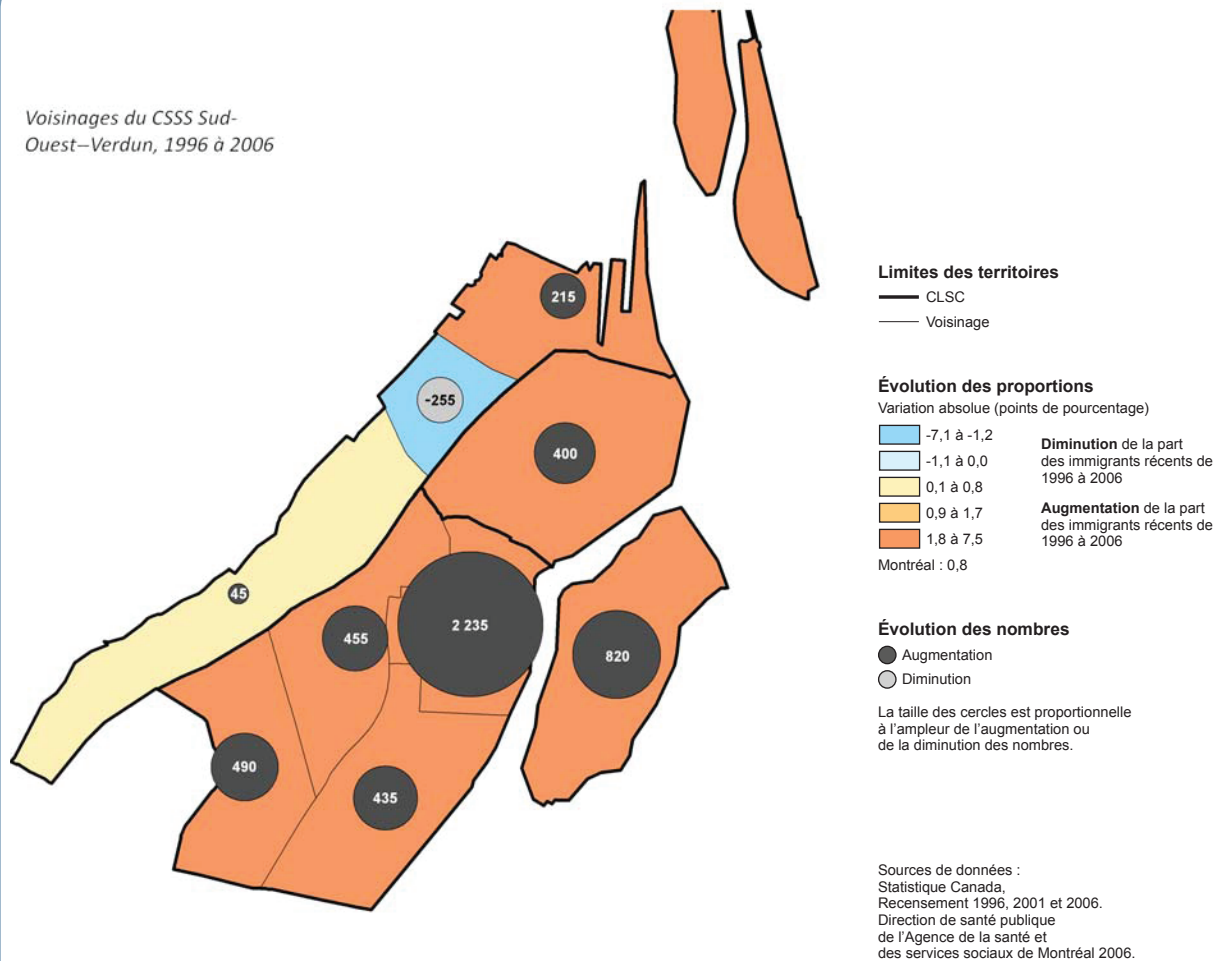 Voisinages du CSSS Sud-
Ouest–Verdun, 1996 à 2006
215
-255
400
45
455
2 235
820
490
435
Limites des territoires
CLSC
Voisinage
Évolution des proportions
Variation absolue (points de pourcentage)
-7,1 à -1,2
-1,1 à 0,0
0,1 à 0,8
0,9 à 1,7
1,8 à 7,5
Diminution de la part
des immigrants récents de
1996 à 2006
Augmentation de la part
des immigrants récents de
1996 à 2006
Montréal : 0,8
Évolution des nombres
Augmentation
Diminution
La taille des cercles est proportionnelle
à l'ampleur de l'augmentation ou
de la diminution des nombres.
Sources de données :
Statistique Canada,
Recensement 1996, 2001 et 2006.
Direction de santé publique
de l'Agence de la santé et
des services sociaux de Montréal 2006.